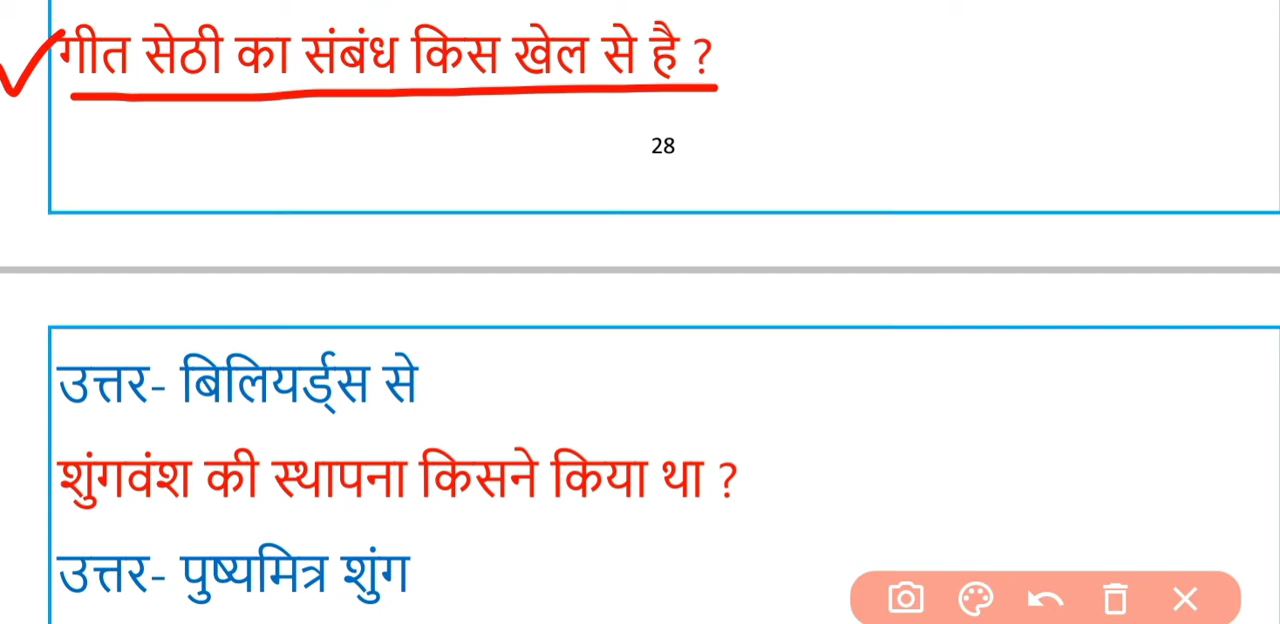 गीत सेठी का संबंध किस खेल से है ?
28
उत्तर- बिलियर्ड्स से
शुंगवंश की स्थापना किसने किया था ?
उत्तर- पुष्यमित्र शुंग